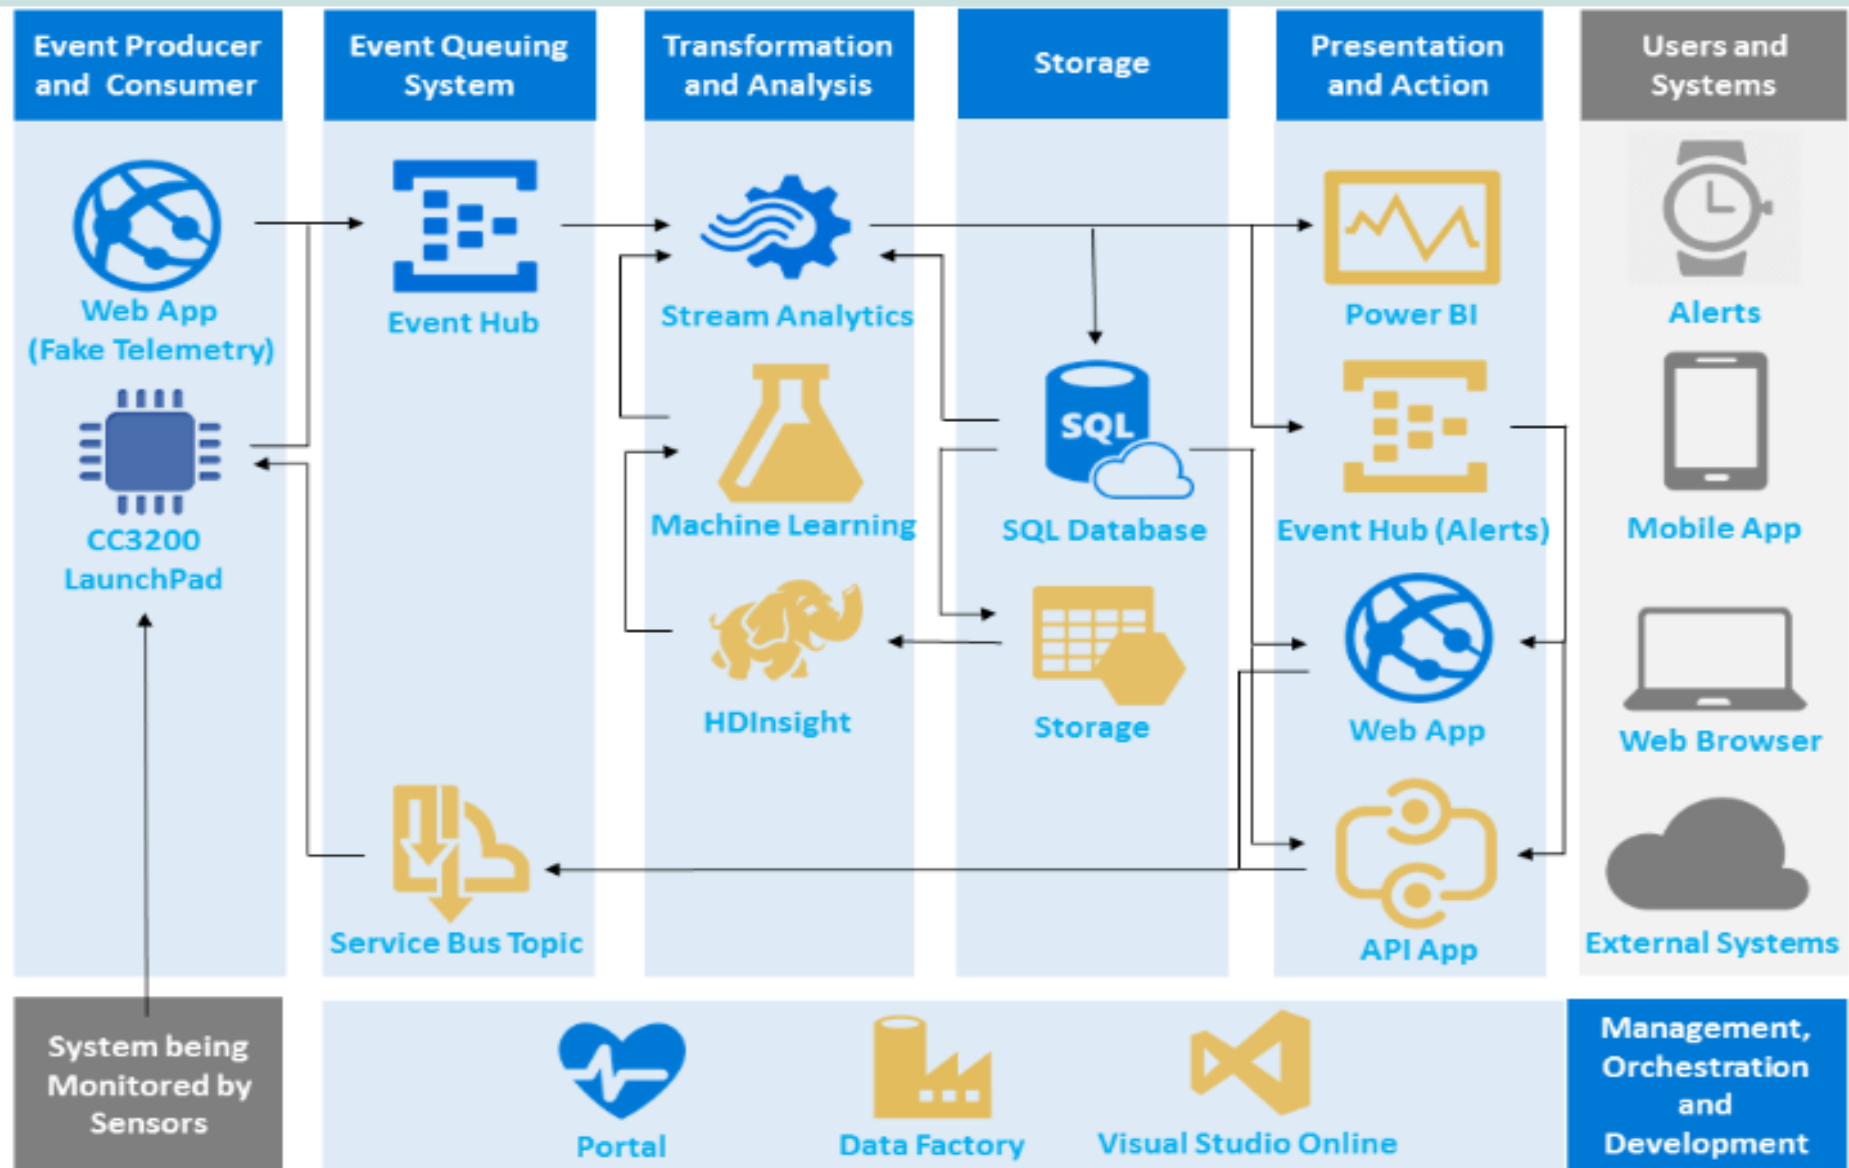 Event Producer
and Consumer
Event Queuing
System
Transformation
and Analysis
Storage
Presentation
and Action
Users and
Systems
Web App
(Fake Telemetry)
CC3200
LaunchPad
Event Hub
Service Bus Topic
Stream Analytics
Machine Learning
HDInsight
SQL
SQL Database
Storage
Power BI
Event Hub (Alerts)
Web App
API App
Alerts
Mobile App
Web Browser
External Systems
System being
Monitored by
Sensors
Portal
Data Factory
Visual Studio Online
Management,
Orchestration
and
Development